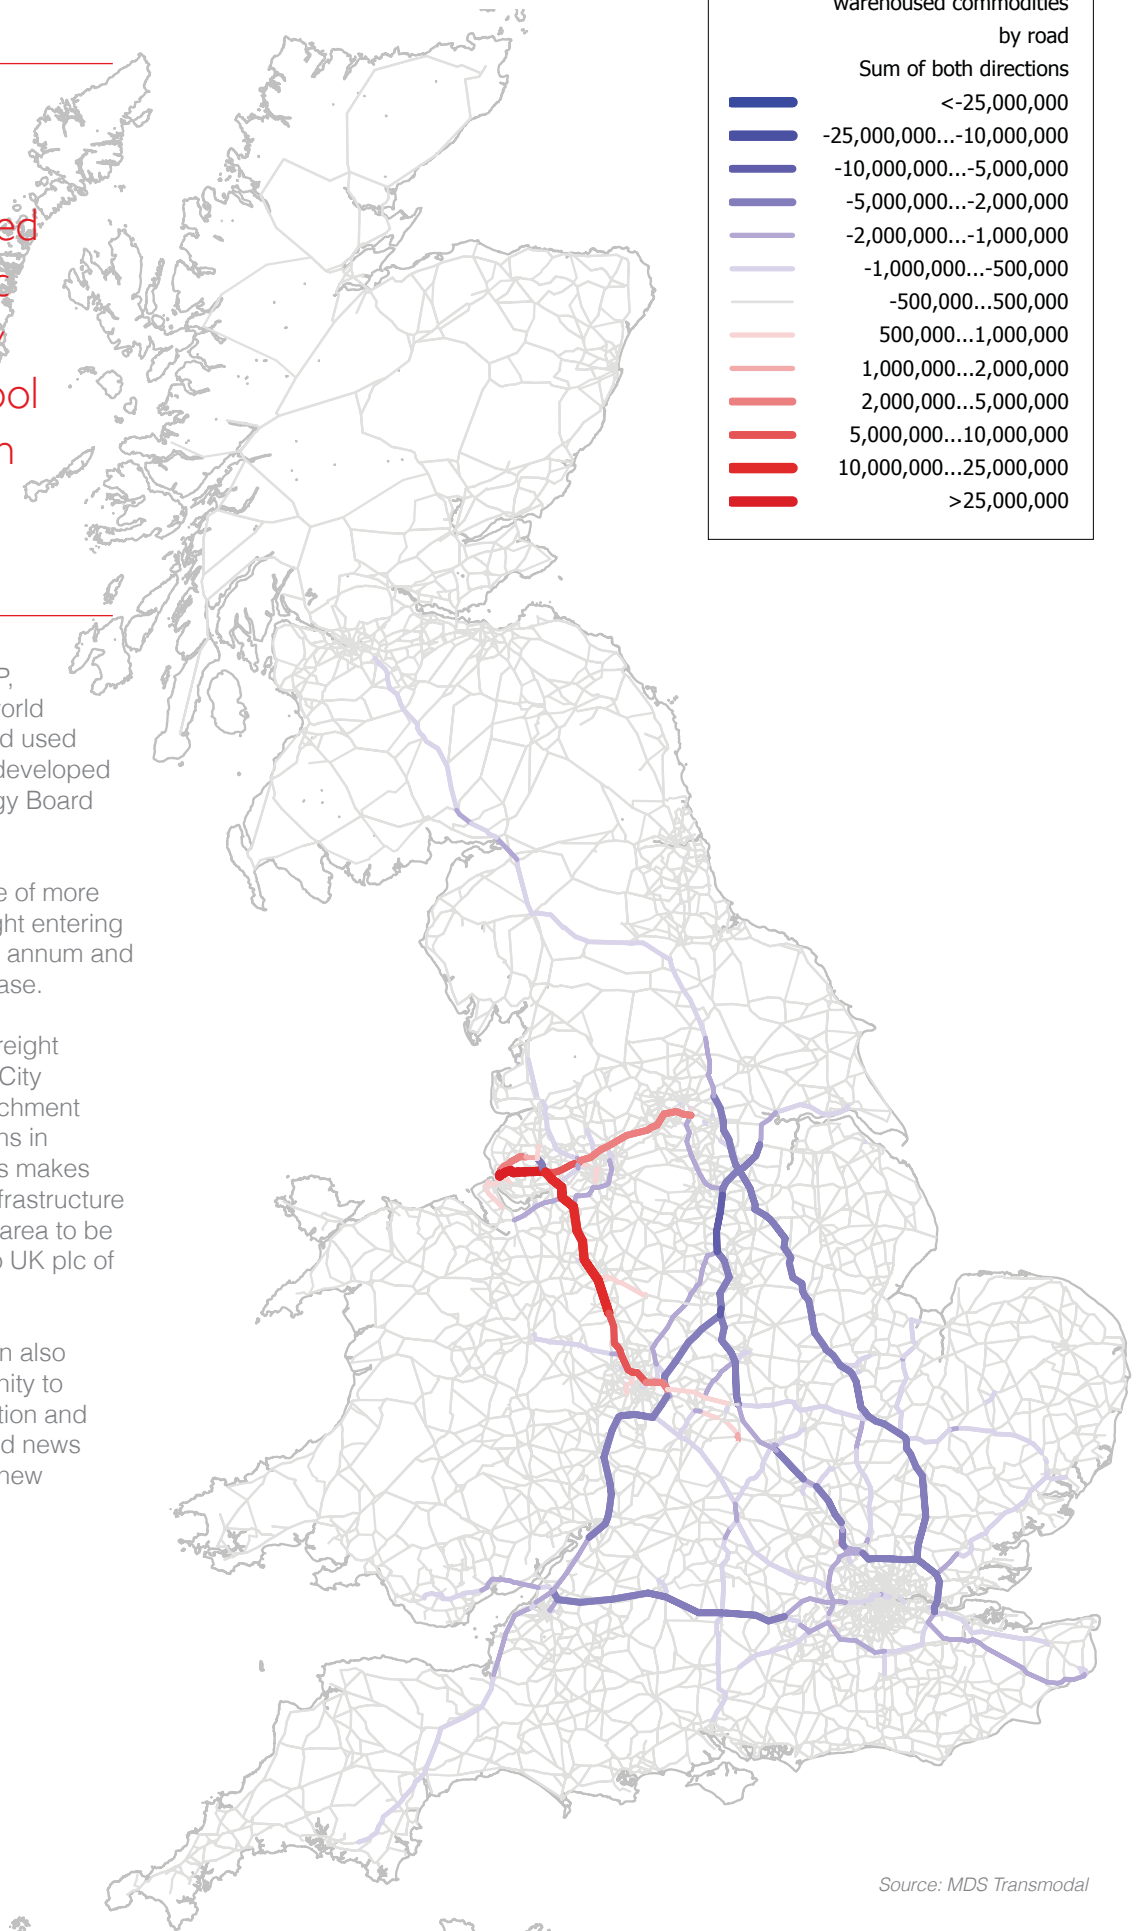 ed
c
y
ool
n
P,
world
d used
developed
gy Board
e of more
ght entering
annum and
ase.
reight
City
chment
ns in
s makes
frastructure
area to be
o UK plc of
n also
nity to
tion and
d news
new
warehoused commodities
by road
Sum of both directions
<-25,000,000
-25,000,000...-10,000,000
-10,000,000...-5,000,000
-5,000,000...-2,000,000
-2,000,000...-1,000,000
-1,000,000...-500,000
-500,000...500,000
500,000...1,000,000
1,000,000...2,000,000
2,000,000...5,000,000
5,000,000...10,000,000
10,000,000...25,000,000
>25,000,000
Source: MDS Transmodal